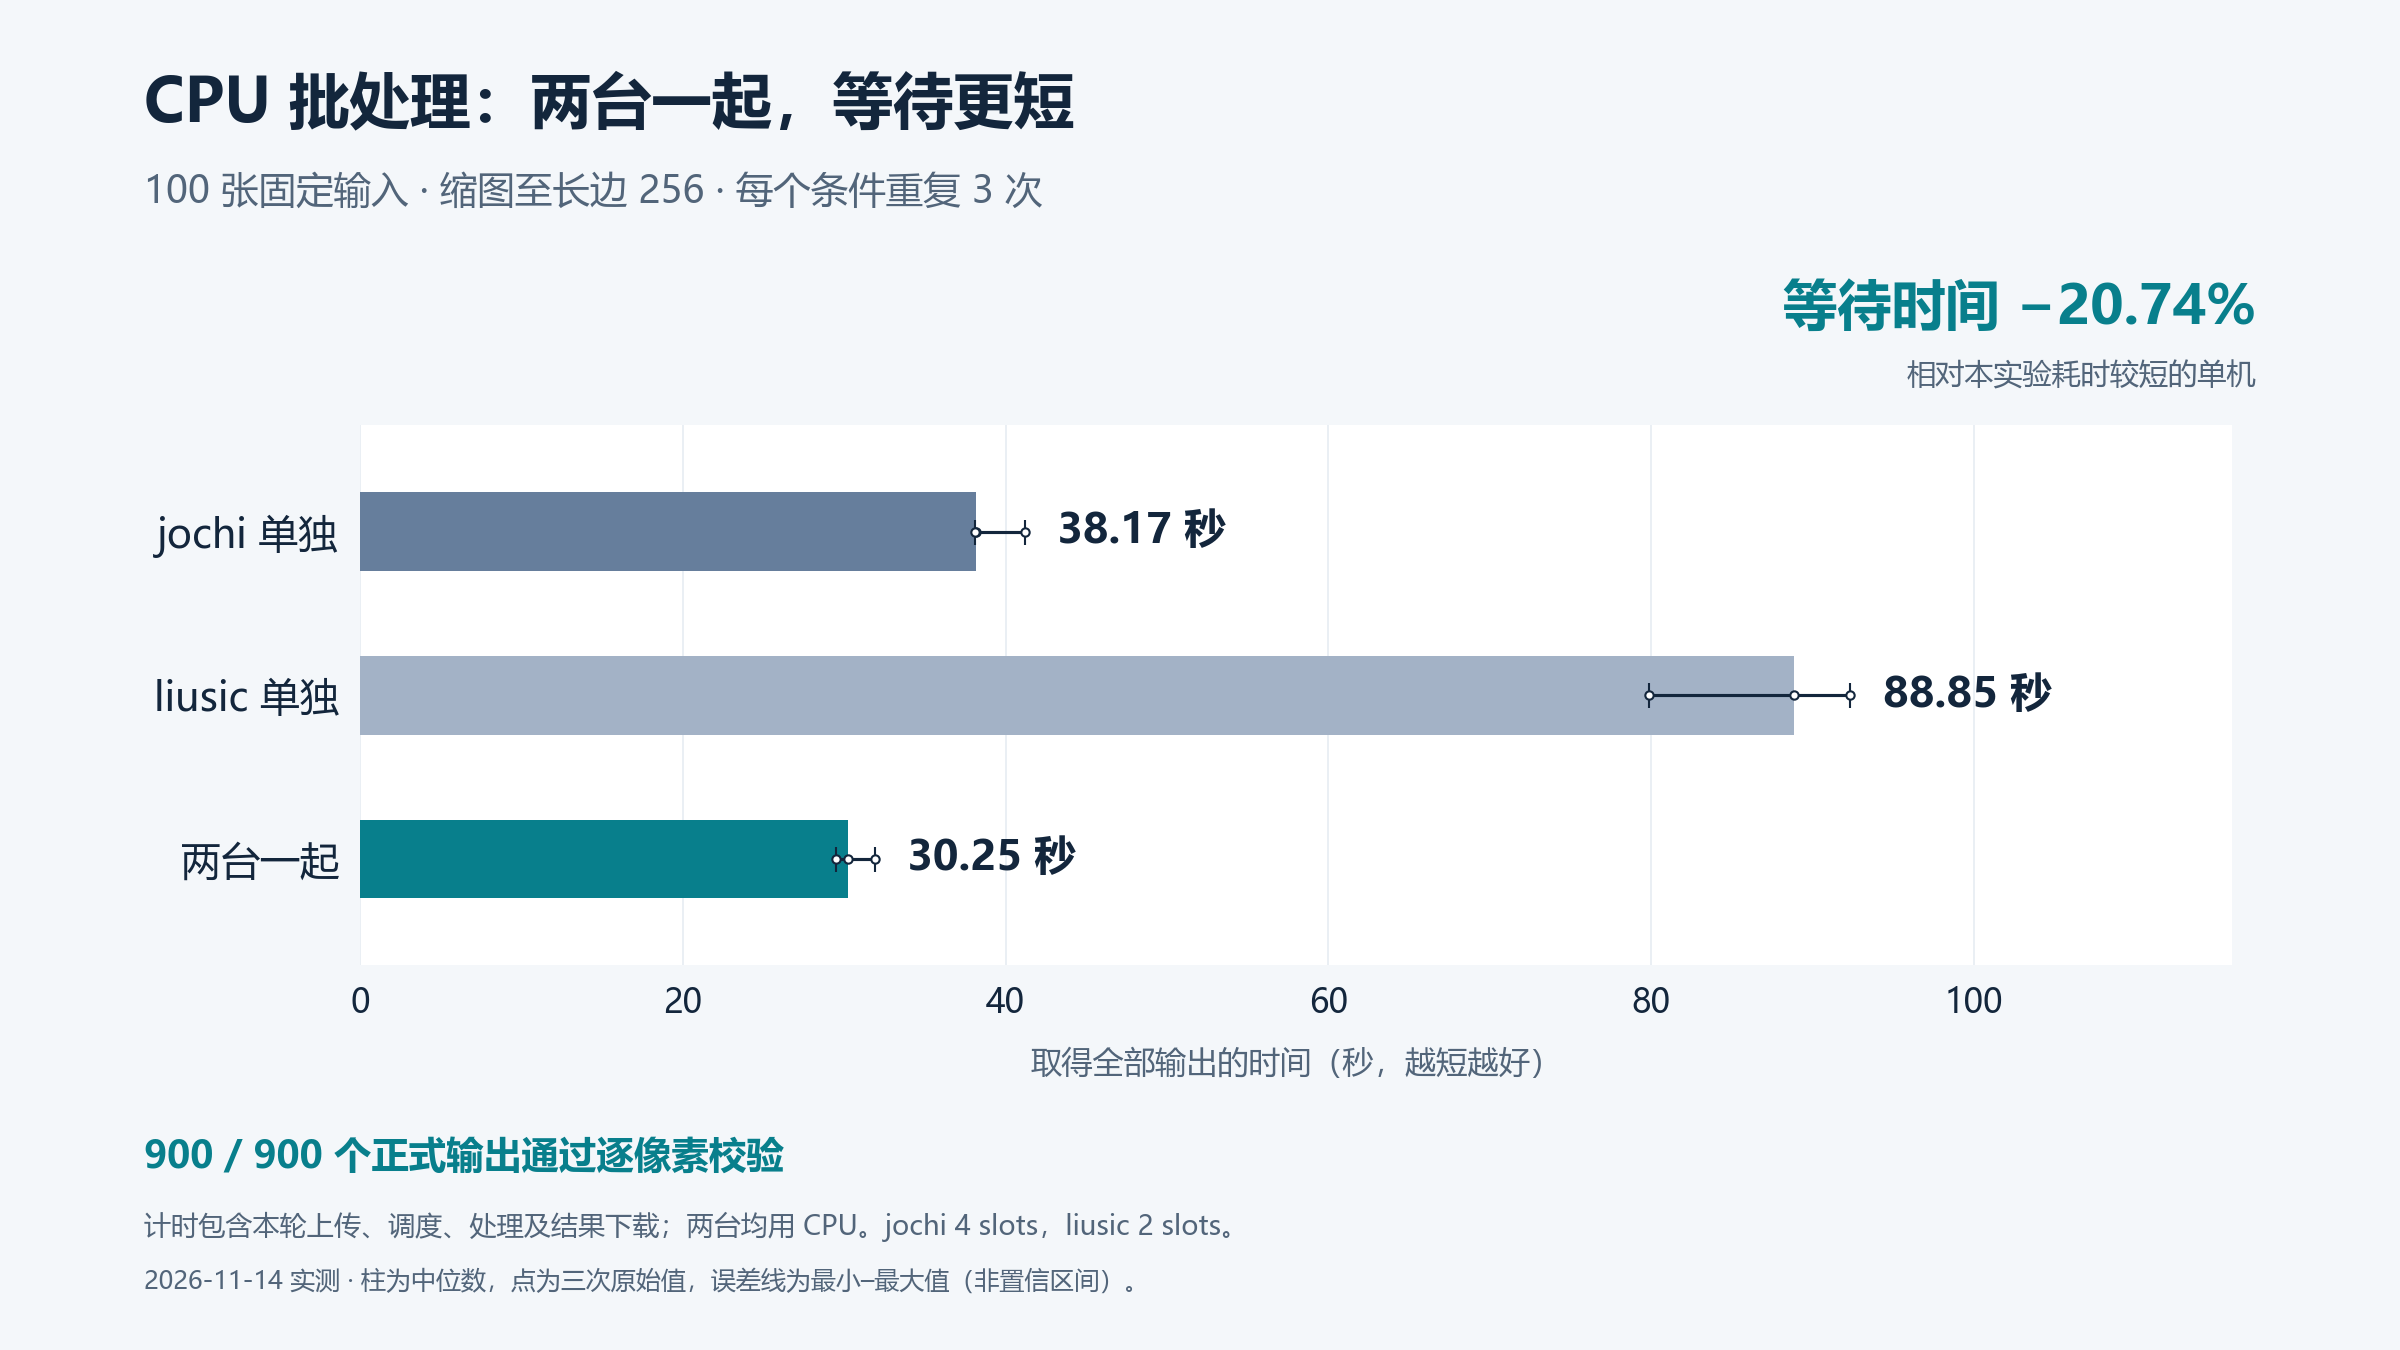 CPU 批处理：两台一起，等待更短
100 张固定输入 · 缩图至长边 256 · 每个条件重复 3 次
等待时间 −20.74%
相对本实验耗时较短的单机
jochi 单独
38.17 秒
liusic 单独
88.85 秒
两台一起
30.25 秒
0 20 40 60 80 100
取得全部输出的时间（秒，越短越好）
900 / 900 个正式输出通过逐像素校验
计时包含本轮上传、调度、处理及结果下载；两台均用 CPU。jochi 4 slots，liusic 2 slots。
2026-11-14 实测 · 柱为中位数，点为三次原始值，误差线为最小–最大值（非置信区间）。